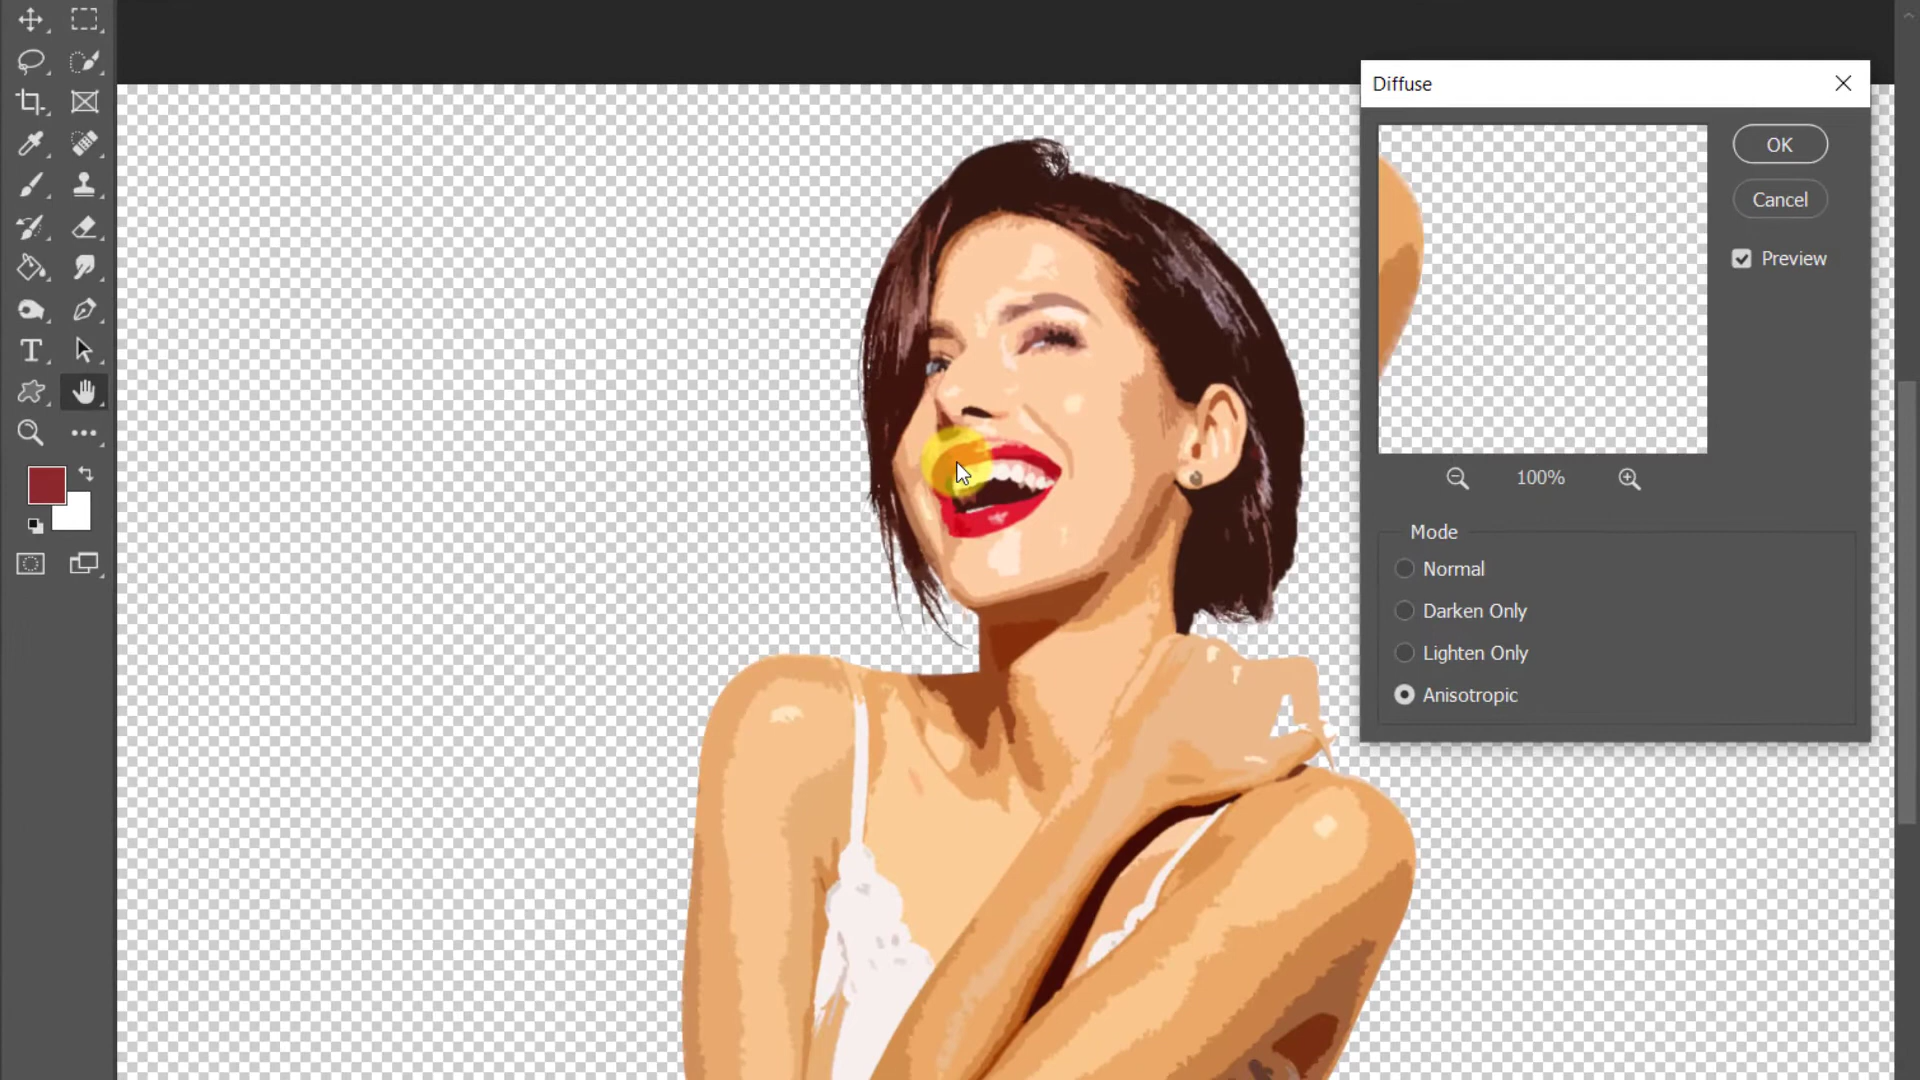 Diffuse
OK
Cancel
Preview
100%
Mode
Normal
Darken Only
Lighten Only
Anisotropic